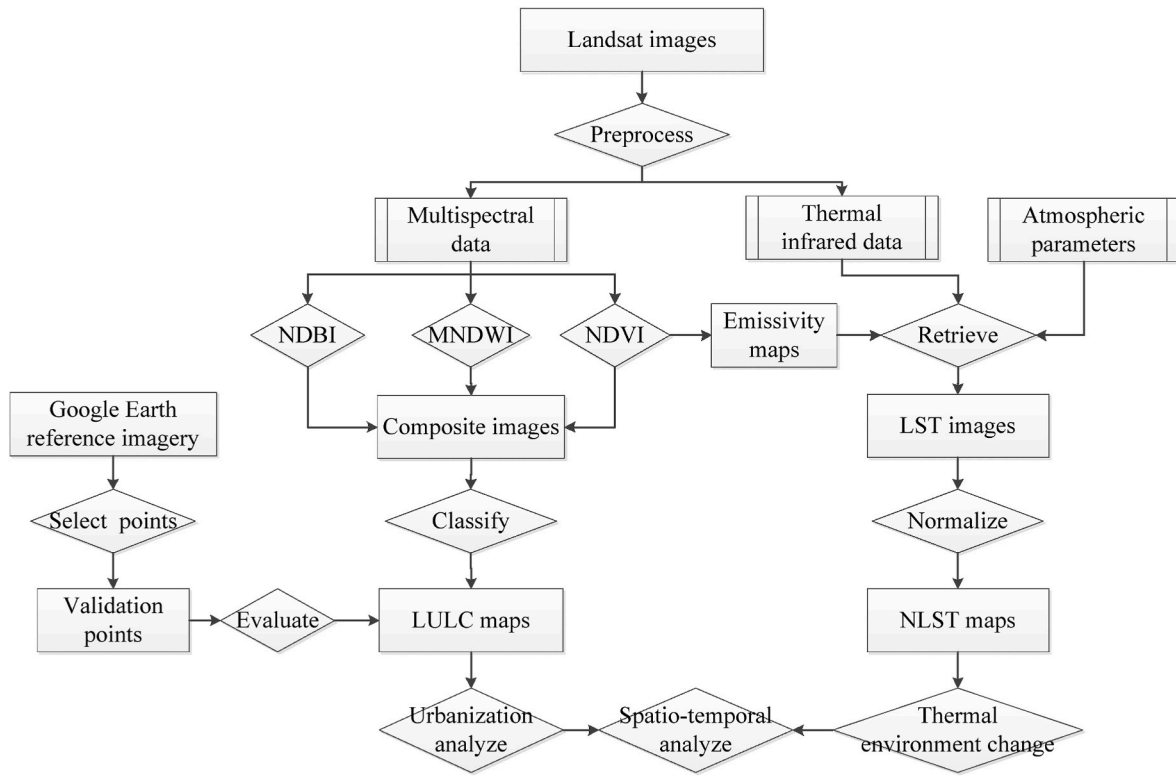 Landsat images
Preprocess
Multispectral
data
Thermal
infrared data
Atmospheric
parameters
NDBI
MNDWI
NDVI
Emissivity
maps
Retrieve
Google Earth
reference imagery
Composite images
LST images
Select points
Classify
Normalize
Validation
points
Evaluate
LULC maps
NLST maps
Urbanization
analyze
Spatio-temporal
analyze
Thermal
environment change